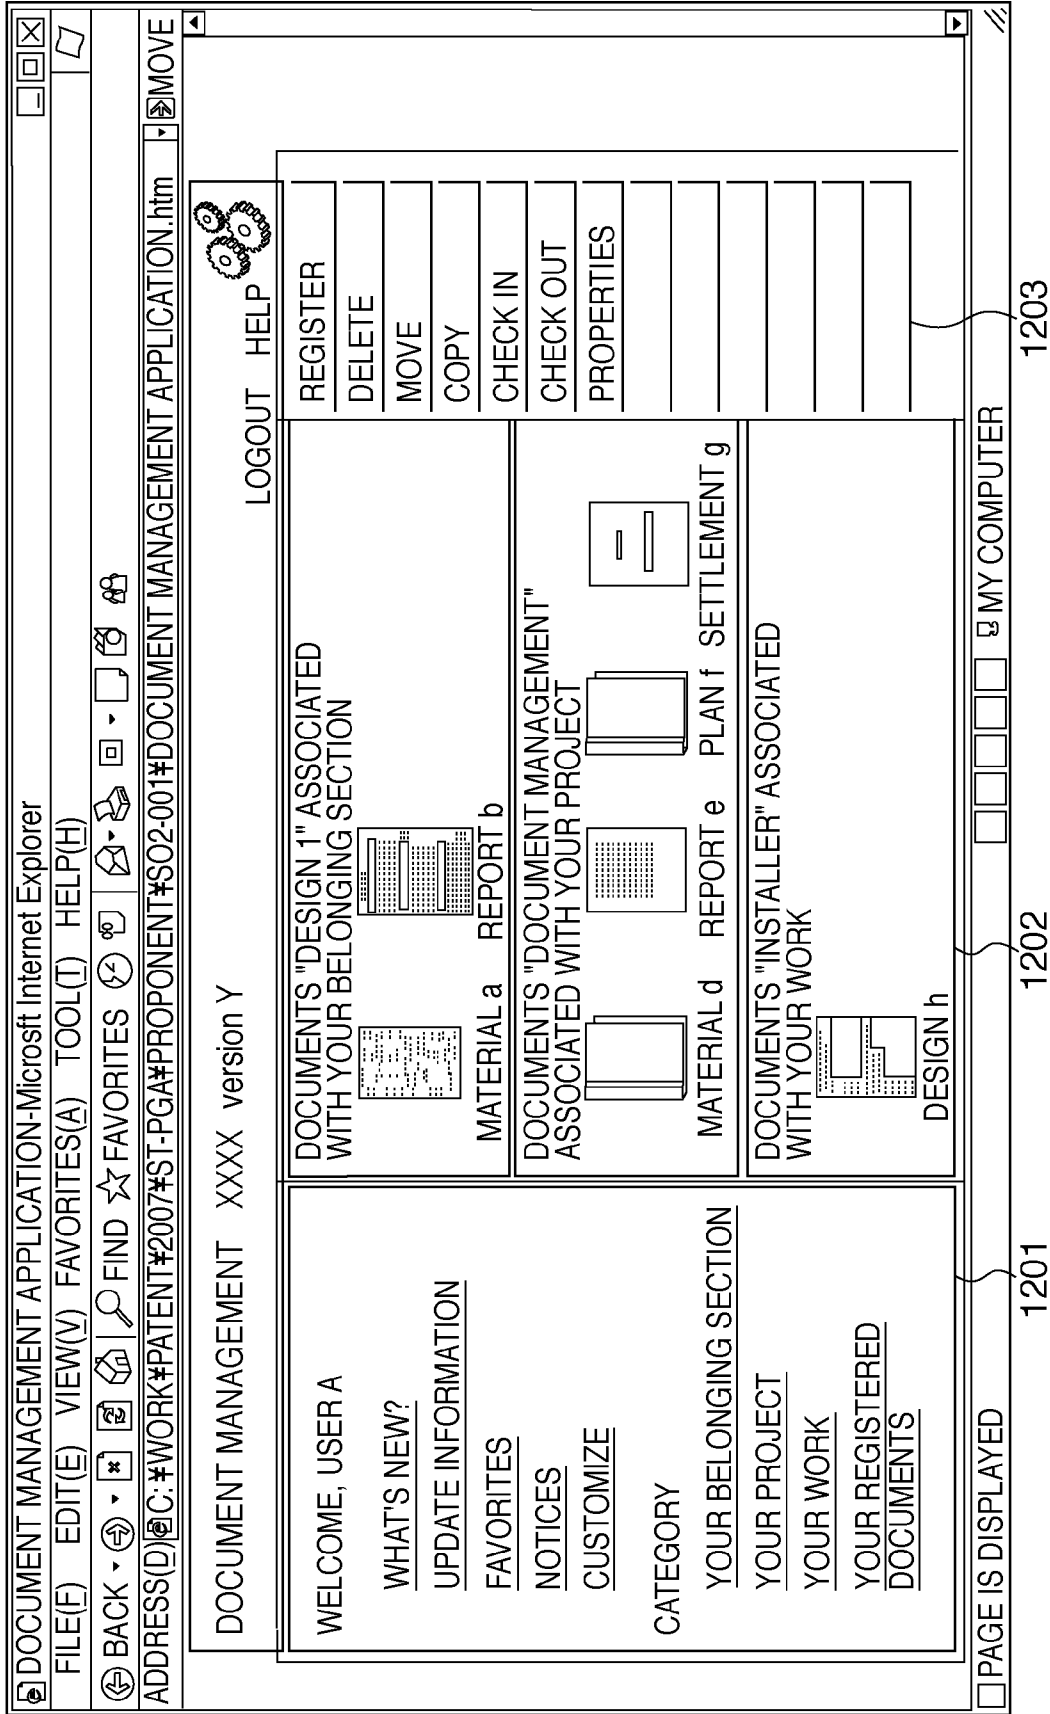 DOCUMENT MANAGEMENT APPLICATION-Microsft Internet Explorer
FILE(F) EDIT(E) VIEW(V) FAVORITES(A) TOOL(T) HELP(H)
BACK FIND FAVORITES
ADDRESS(D) C:¥WORK¥PATENT¥2007¥ST-PGA¥PROPONENT¥SO2-001¥DOCUMENT MANAGEMENT APPLICATION.htm MOVE
DOCUMENT MANAGEMENT XXXX version Y
LOGOUT HELP
WELCOME, USER A
WHAT'S NEW?
UPDATE INFORMATION
FAVORITES
NOTICES
CUSTOMIZE
CATEGORY
YOUR BELONGING SECTION
YOUR PROJECT
YOUR WORK
YOUR REGISTERED
DOCUMENTS
DOCUMENTS "DESIGN 1" ASSOCIATED
WITH YOUR BELONGING SECTION
MATERIAL a REPORT b
DOCUMENTS "DOCUMENT MANAGEMENT"
ASSOCIATED WITH YOUR PROJECT
MATERIAL d REPORT e PLAN f SETTLEMENT g
DOCUMENTS "INSTALLER" ASSOCIATED
WITH YOUR WORK
DESIGN h
REGISTER
DELETE
MOVE
COPY
CHECK IN
CHECK OUT
PROPERTIES
PAGE IS DISPLAYED MY COMPUTER
1201 1202 1203